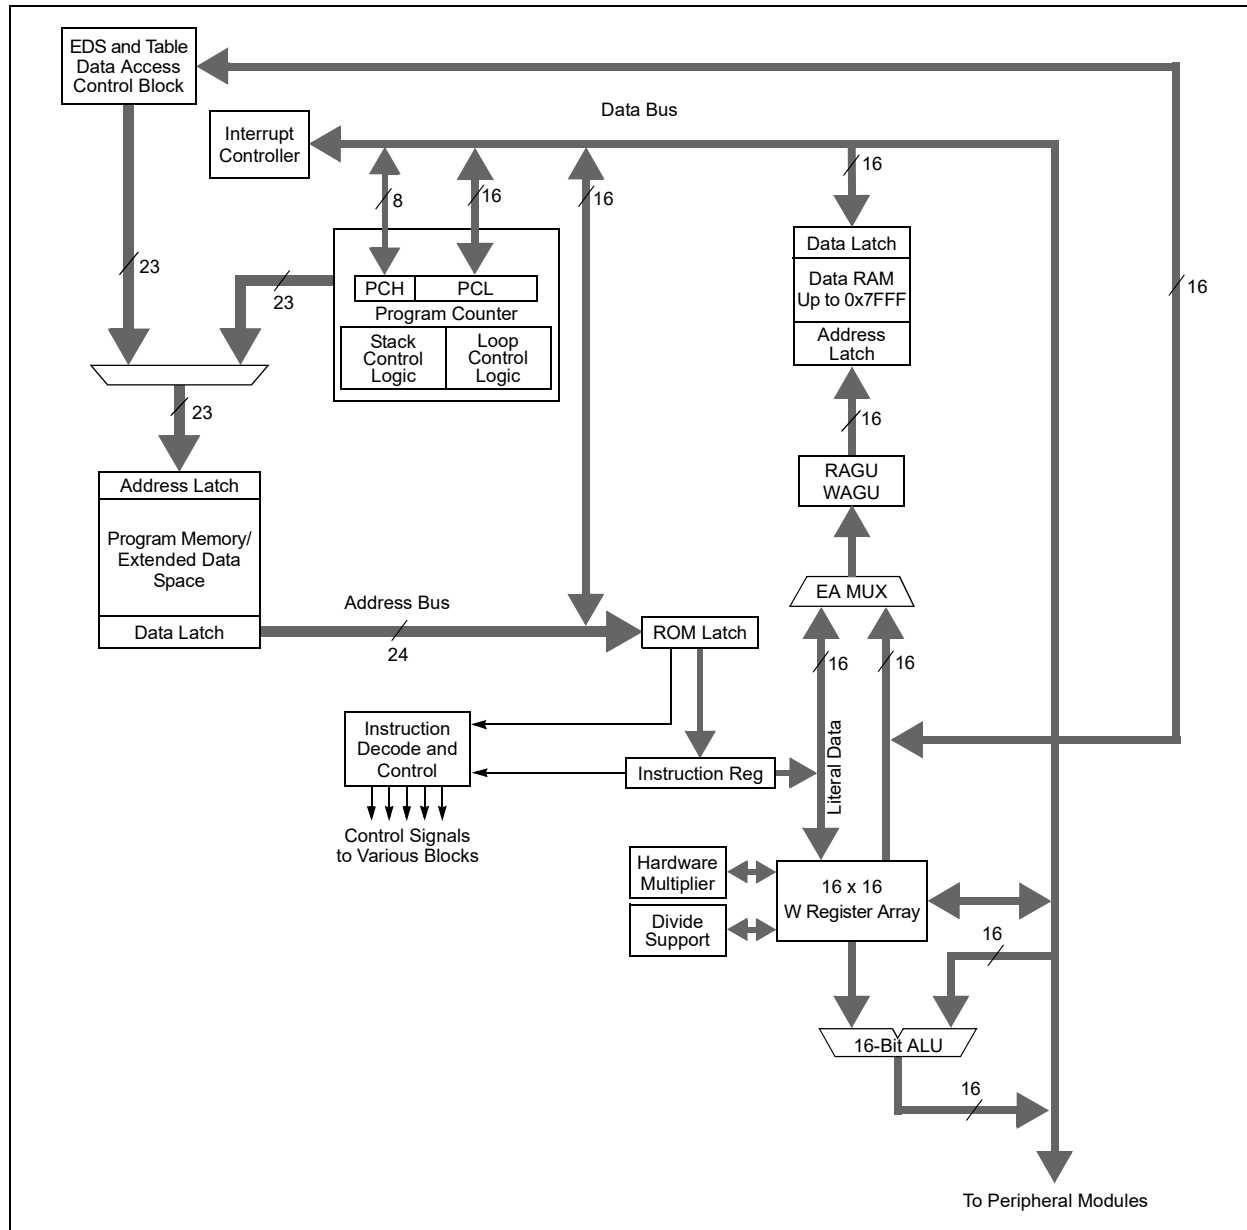 EDS and Table
Data Access
Control Block
Data Bus
Interrupt
Controller
16
8
16
16
16
23
23
Data Latch
Data RAM
Up to 0x7FFF
Address
Latch
PCH
PCL
Program Counter
Stack
Control
Logic
Loop
Control
Logic
23
16
RAGU
WAGU
Address Latch
Program Memory/
Extended Data
Space
Data Latch
EA MUX
Address Bus
24
ROM Latch
16
16
Instruction
Decode and
Control
Instruction Reg
Literal Data
Control Signals
to Various Blocks
Hardware
Multiplier
16 x 16
W Register Array
Divide
Support
16
16-Bit ALU
16
To Peripheral Modules